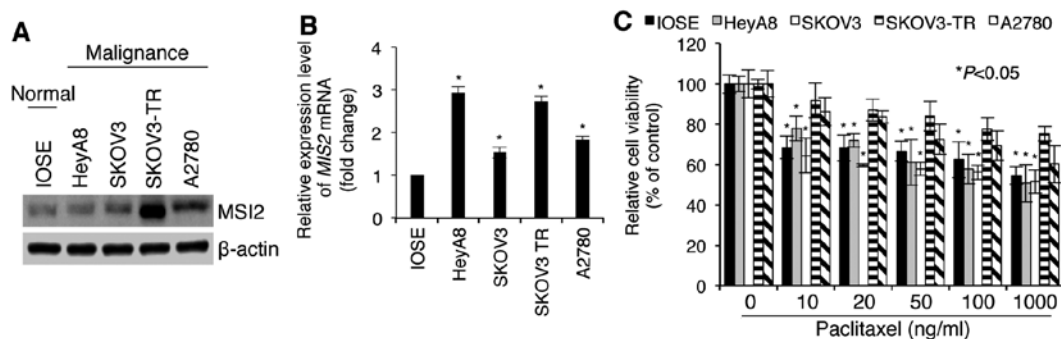 A
Malignance
Normal
IOSE
HeyA8
SKOV3
SKOV3-TR
A2780
MSI2
β-actin
B
Relative expression level
of MIS2 mRNA
(fold change)
4
3
2
1
0
*
*
*
*
IOSE
HeyA8
SKOV3
SKOV3 TR
A2780
C
IOSE HeyA8 SKOV3 SKOV3-TR A2780
Relative cell viability
(% of control)
120
100
80
60
40
20
0
*P<0.05
* * *
* * *
* * *
* * *
* * *
0 10 20 50 100 1000
Paclitaxel (ng/ml)